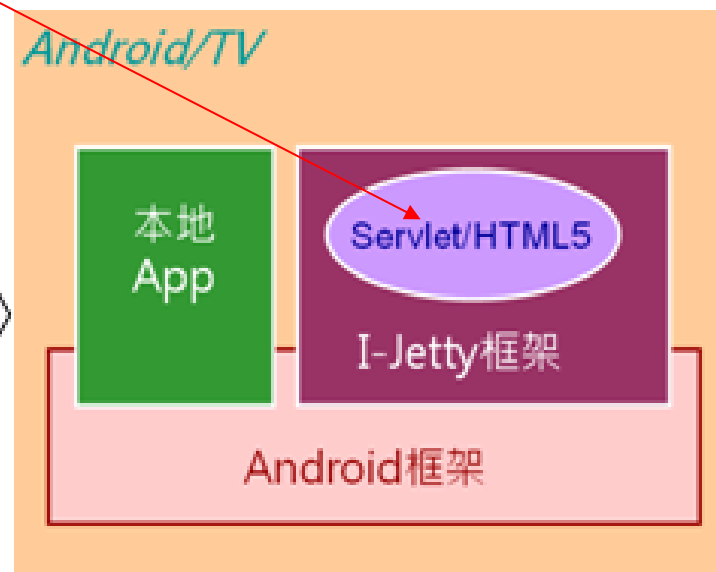 Android/TV
本地
App
Servlet/HTML5
I-Jetty框架
Android框架